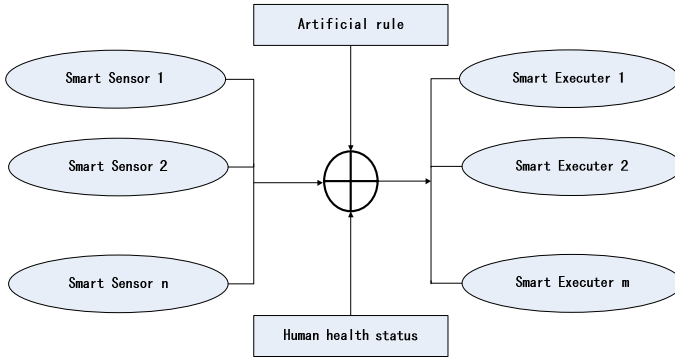 Artificial rule
Smart Sensor 1
Smart Executer 1
Smart Sensor 2
Smart Executer 2
Smart Sensor n
Smart Executer m
Human health status